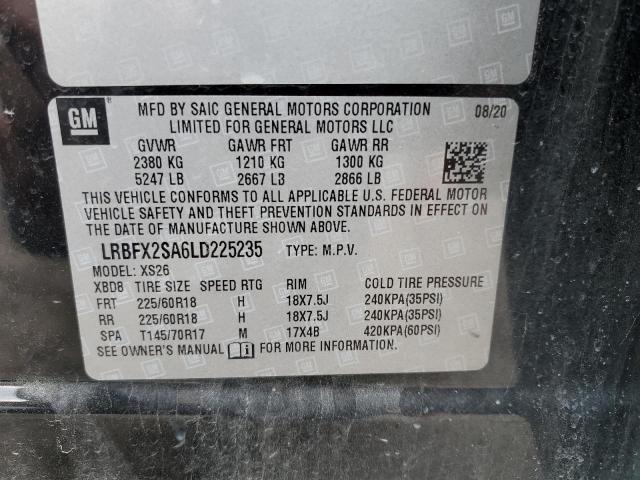 GM ® MFD BY SAIC GENERAL MOTORS CORPORATION 08/20
LIMITED FOR GENERAL MOTORS LLC
GVWR GAWR FRT GAWR RR
2380 KG 1210 KG 1300 KG
5247 LB 2667 LB 2866 LB
THIS VEHICLE CONFORMS TO ALL APPLICABLE U.S. FEDERAL MOTOR
VEHICLE SAFETY AND THEFT PREVENTION STANDARDS IN EFFECT ON
THE DATE OF MANUFACTURE SHOWN ABOVE.
LRBFX2SA6LD225235 TYPE: M.P.V.
MODEL: XS26
XBD8 TIRE SIZE SPEED RTG RIM COLD TIRE PRESSURE
FRT 225/60R18 H 18X7.5J 240KPA(35PSI)
RR 225/60R18 H 18X7.5J 240KPA(35PSI)
SPA T145/70R17 M 17X4B 420KPA(60PSI)
SEE OWNER'S MANUAL i FOR MORE INFORMATION.